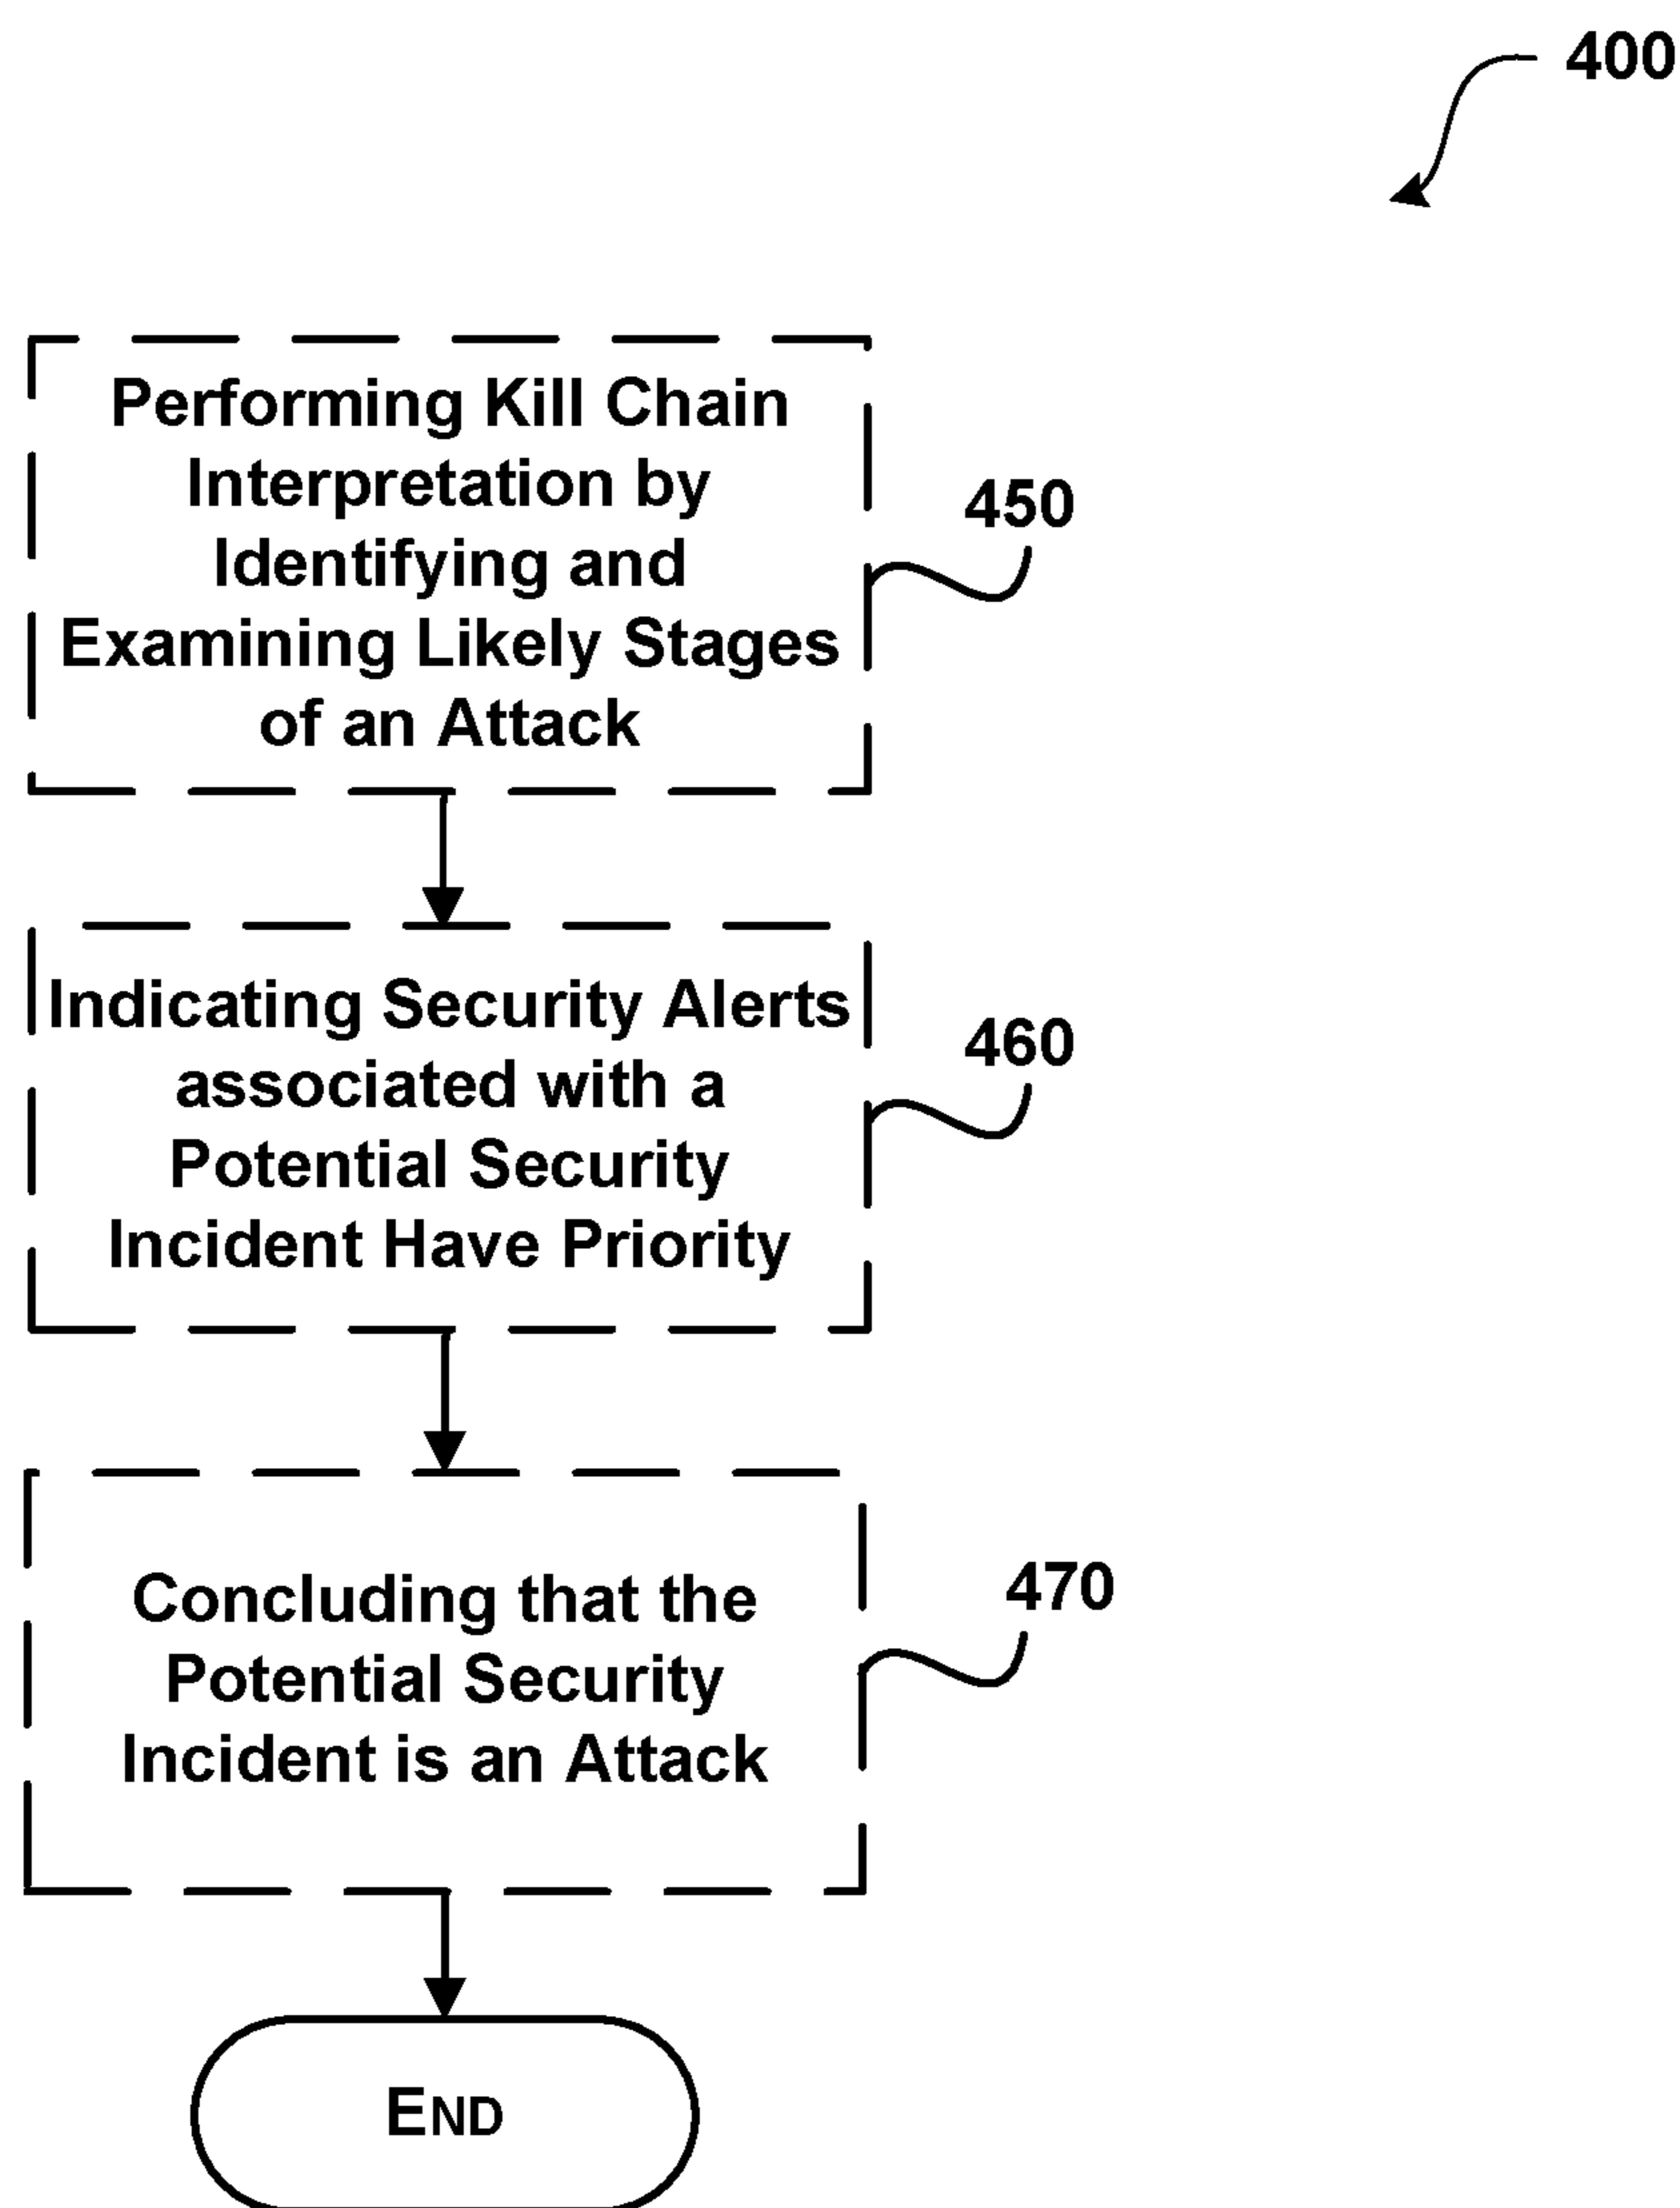 400
Performing Kill Chain
Interpretation by
Identifying and
Examining Likely Stages
of an Attack
450
Indicating Security Alerts
associated with a
Potential Security
Incident Have Priority
460
Concluding that the
Potential Security
Incident is an Attack
470
END